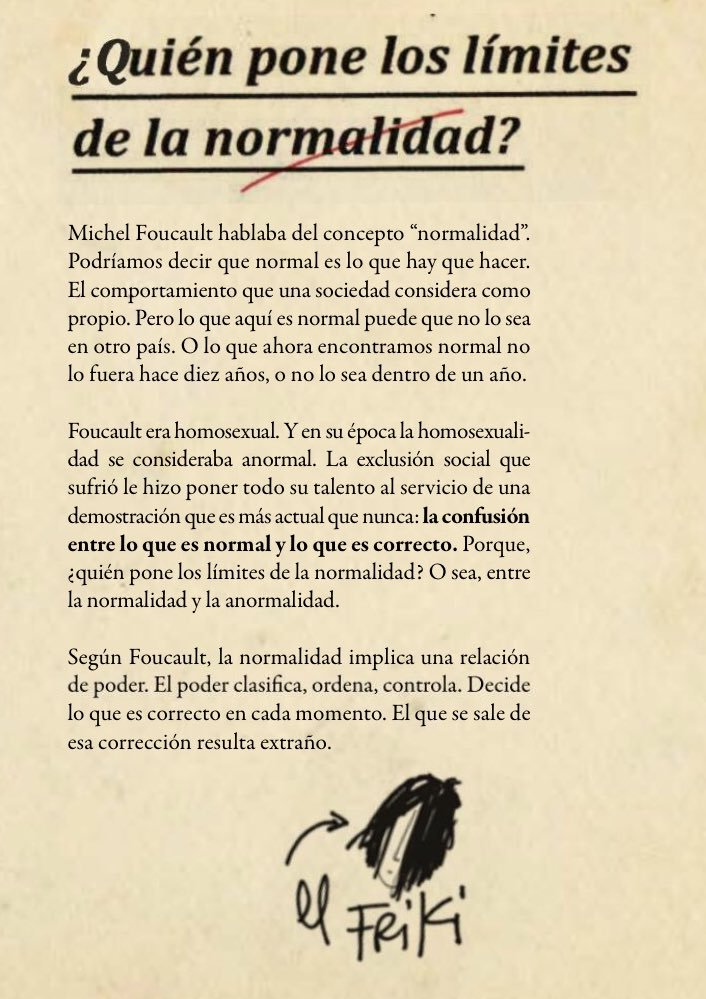 ¿Quién pone los límites
de la normalidad?
Michel Foucault hablaba del concepto “normalidad”.
Podríamos decir que normal es lo que hay que hacer.
El comportamiento que una sociedad considera como
propio. Pero lo que aquí es normal puede que no lo sea
en otro país. O lo que ahora encontramos normal no
lo fuera hace diez años, o no lo sea dentro de un año.
Foucault era homosexual. Y en su época la homosexuali-
dad se consideraba anormal. La exclusión social que
sufrió le hizo poner todo su talento al servicio de una
demostración que es más actual que nunca: la confusión
entre lo que es normal y lo que es correcto. Porque,
¿quién pone los límites de la normalidad? O sea, entre
la normalidad y la anormalidad.
Según Foucault, la normalidad implica una relación
de poder. El poder clasifica, ordena, controla. Decide
lo que es correcto en cada momento. El que se sale de
esa corrección resulta extraño.
el
FRiKi